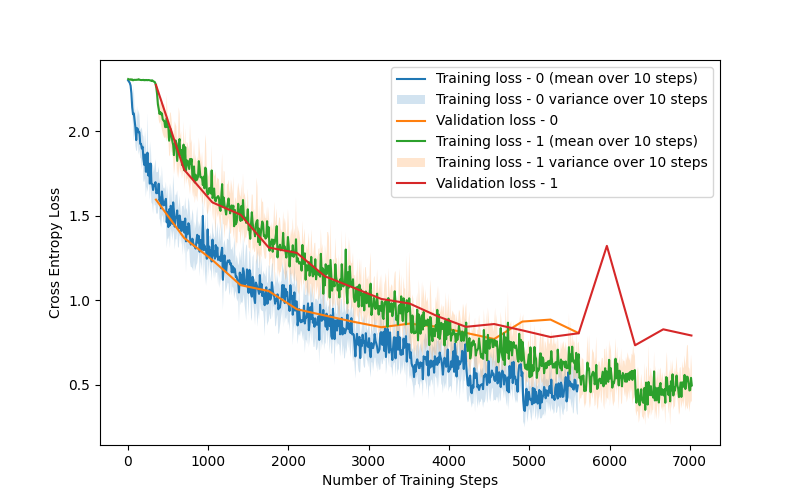 Training loss - 0 (mean over 10 steps)
Training loss - 0 variance over 10 steps
Validation loss - 0
Training loss - 1 (mean over 10 steps)
Training loss - 1 variance over 10 steps
Validation loss - 1
Cross Entropy Loss
2.0
1.5
1.0
0.5
0 1000 2000 3000 4000 5000 6000 7000
Number of Training Steps